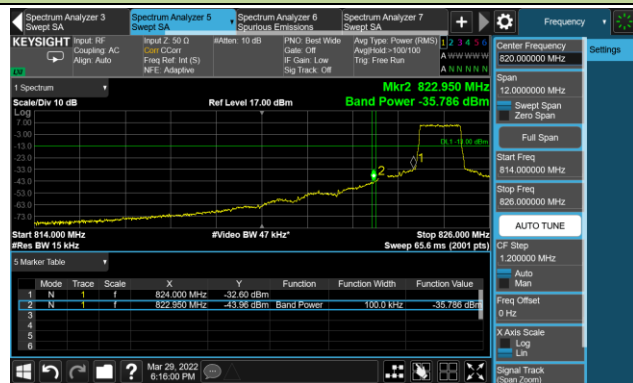 Spectrum Analyzer 3
Swept SA
Spectrum Analyzer 5
Swept SA
Spectrum Analyzer 6
Spurious Emissions
Spectrum Analyzer 7
Swept SA
Frequency
KEYSIGHT
Input: RF
Coupling: AC
Align: Auto
Input Z: 50 Ω
Corr CCorr
Freq Ref: Int (S)
NFE: Adaptive
#Atten: 10 dB
PNO: Best Wide
Gate: Off
IF Gain: Low
Sig Track: Off
Avg Type: Power (RMS)
Avg|Hold:>100/100
Trig: Free Run
1 2 3 4 5 6
A W W W W W
A N N N N N
LXI
1 Spectrum
Scale/Div 10 dB
Ref Level 17.00 dBm
Mkr2 822.950 MHz
Band Power -35.786 dBm
Log
7.00
-3.00
-13.0
-23.0
-33.0
-43.0
-53.0
-63.0
-73.0
DL1 -13.00 dBm
2
1
Start 814.000 MHz
#Video BW 47 kHz*
Stop 826.000 MHz
#Res BW 15 kHz
Sweep 65.6 ms (2001 pts)
5 Marker Table
Mode Trace Scale X Y Function Function Width Function Value
1 N 1 f 824.000 MHz -32.60 dBm
2 N 1 f 822.950 MHz -43.96 dBm Band Power 100.0 kHz -35.786 dBm
3
4
5
6
Mar 29, 2022
6:16:00 PM
Center Frequency
820.000000 MHz
Settings
Span
12.0000000 MHz
Swept Span
Zero Span
Full Span
Start Freq
814.000000 MHz
Stop Freq
826.000000 MHz
AUTO TUNE
CF Step
1.200000 MHz
Auto
Man
Freq Offset
0 Hz
X Axis Scale
Log
Lin
Signal Track
(Span Zoom)